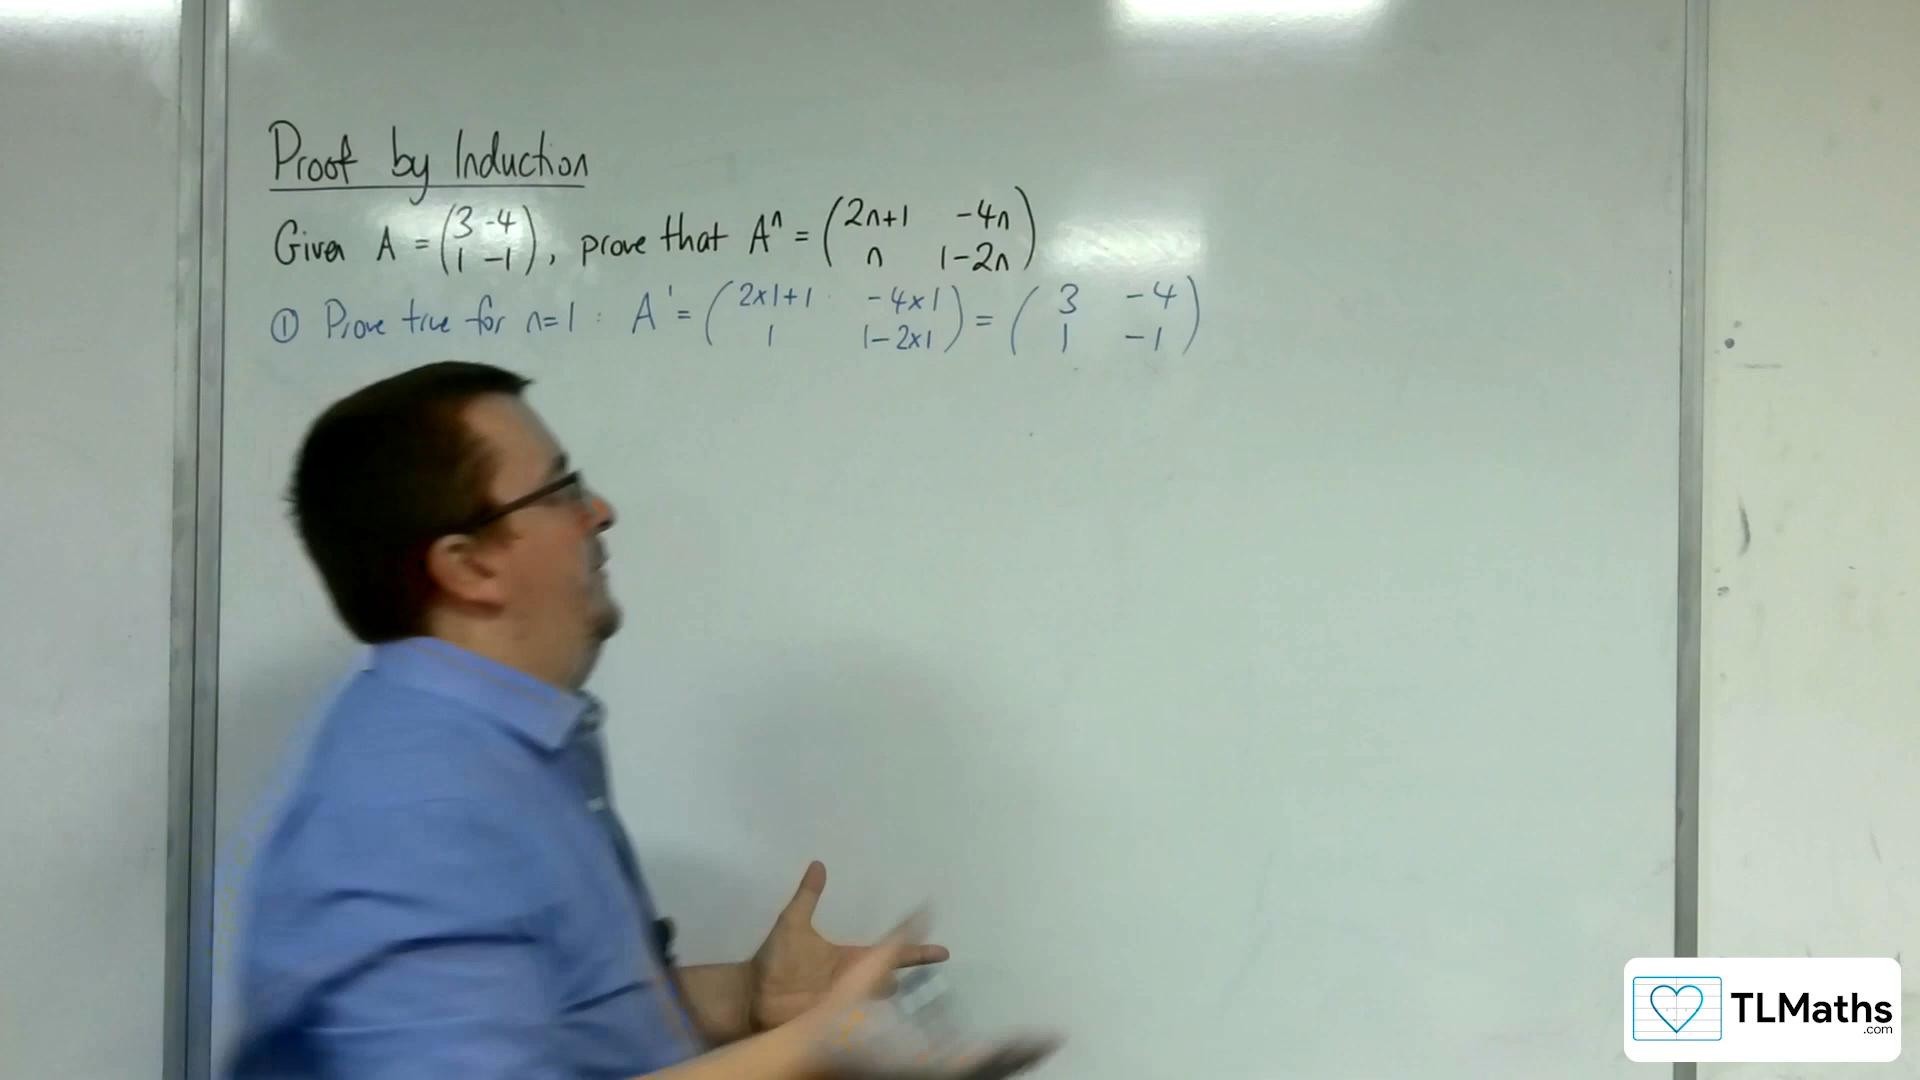 Proof by Induction
Given A = (3 -4 / 1 -1), prove that Aⁿ = (2n+1 -4n / n 1-2n)
① Prove true for n=1 : A¹ = (2×1+1 -4×1 / 1 1-2×1) = (3 -4 / 1 -1)
TLMaths
.com